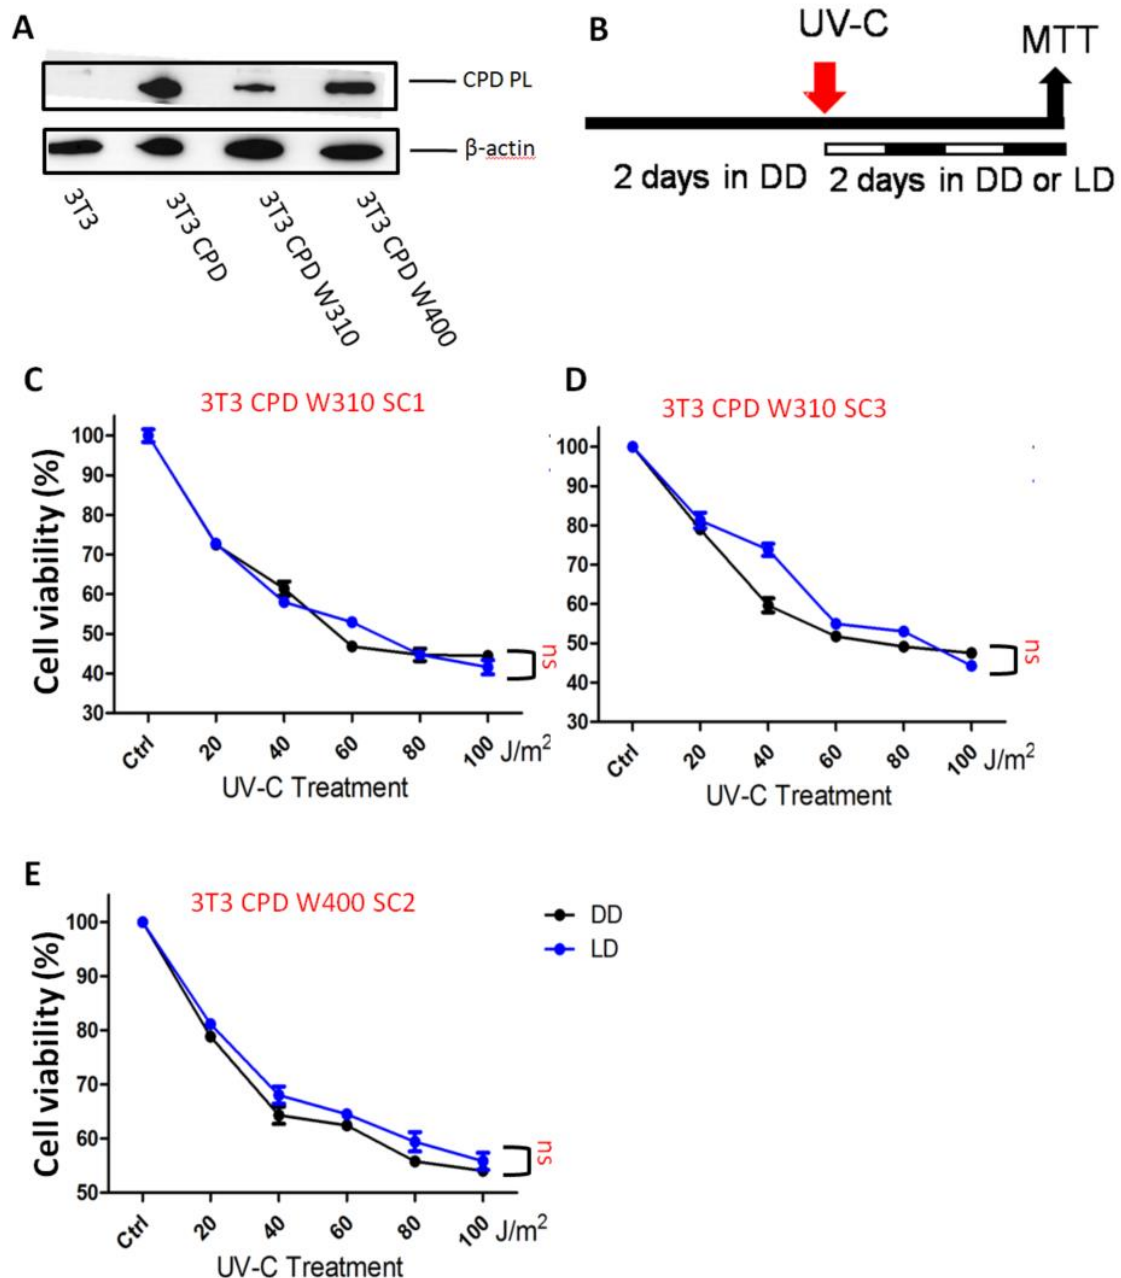 A
CPD PL
β-actin
3T3
3T3 CPD
3T3 CPD W310
3T3 CPD W400
B
UV-C
MTT
2 days in DD
2 days in DD or LD
C
3T3 CPD W310 SC1
Cell viability (%)
100
90
80
70
60
50
40
30
ns
Ctrl
20
40
60
80
100
J/m²
UV-C Treatment
D
3T3 CPD W310 SC3
100
90
80
70
60
50
40
30
ns
Ctrl
20
40
60
80
100
J/m²
UV-C Treatment
E
3T3 CPD W400 SC2
Cell viability (%)
100
90
80
70
60
50
ns
Ctrl
20
40
60
80
100
J/m²
UV-C Treatment
DD
LD